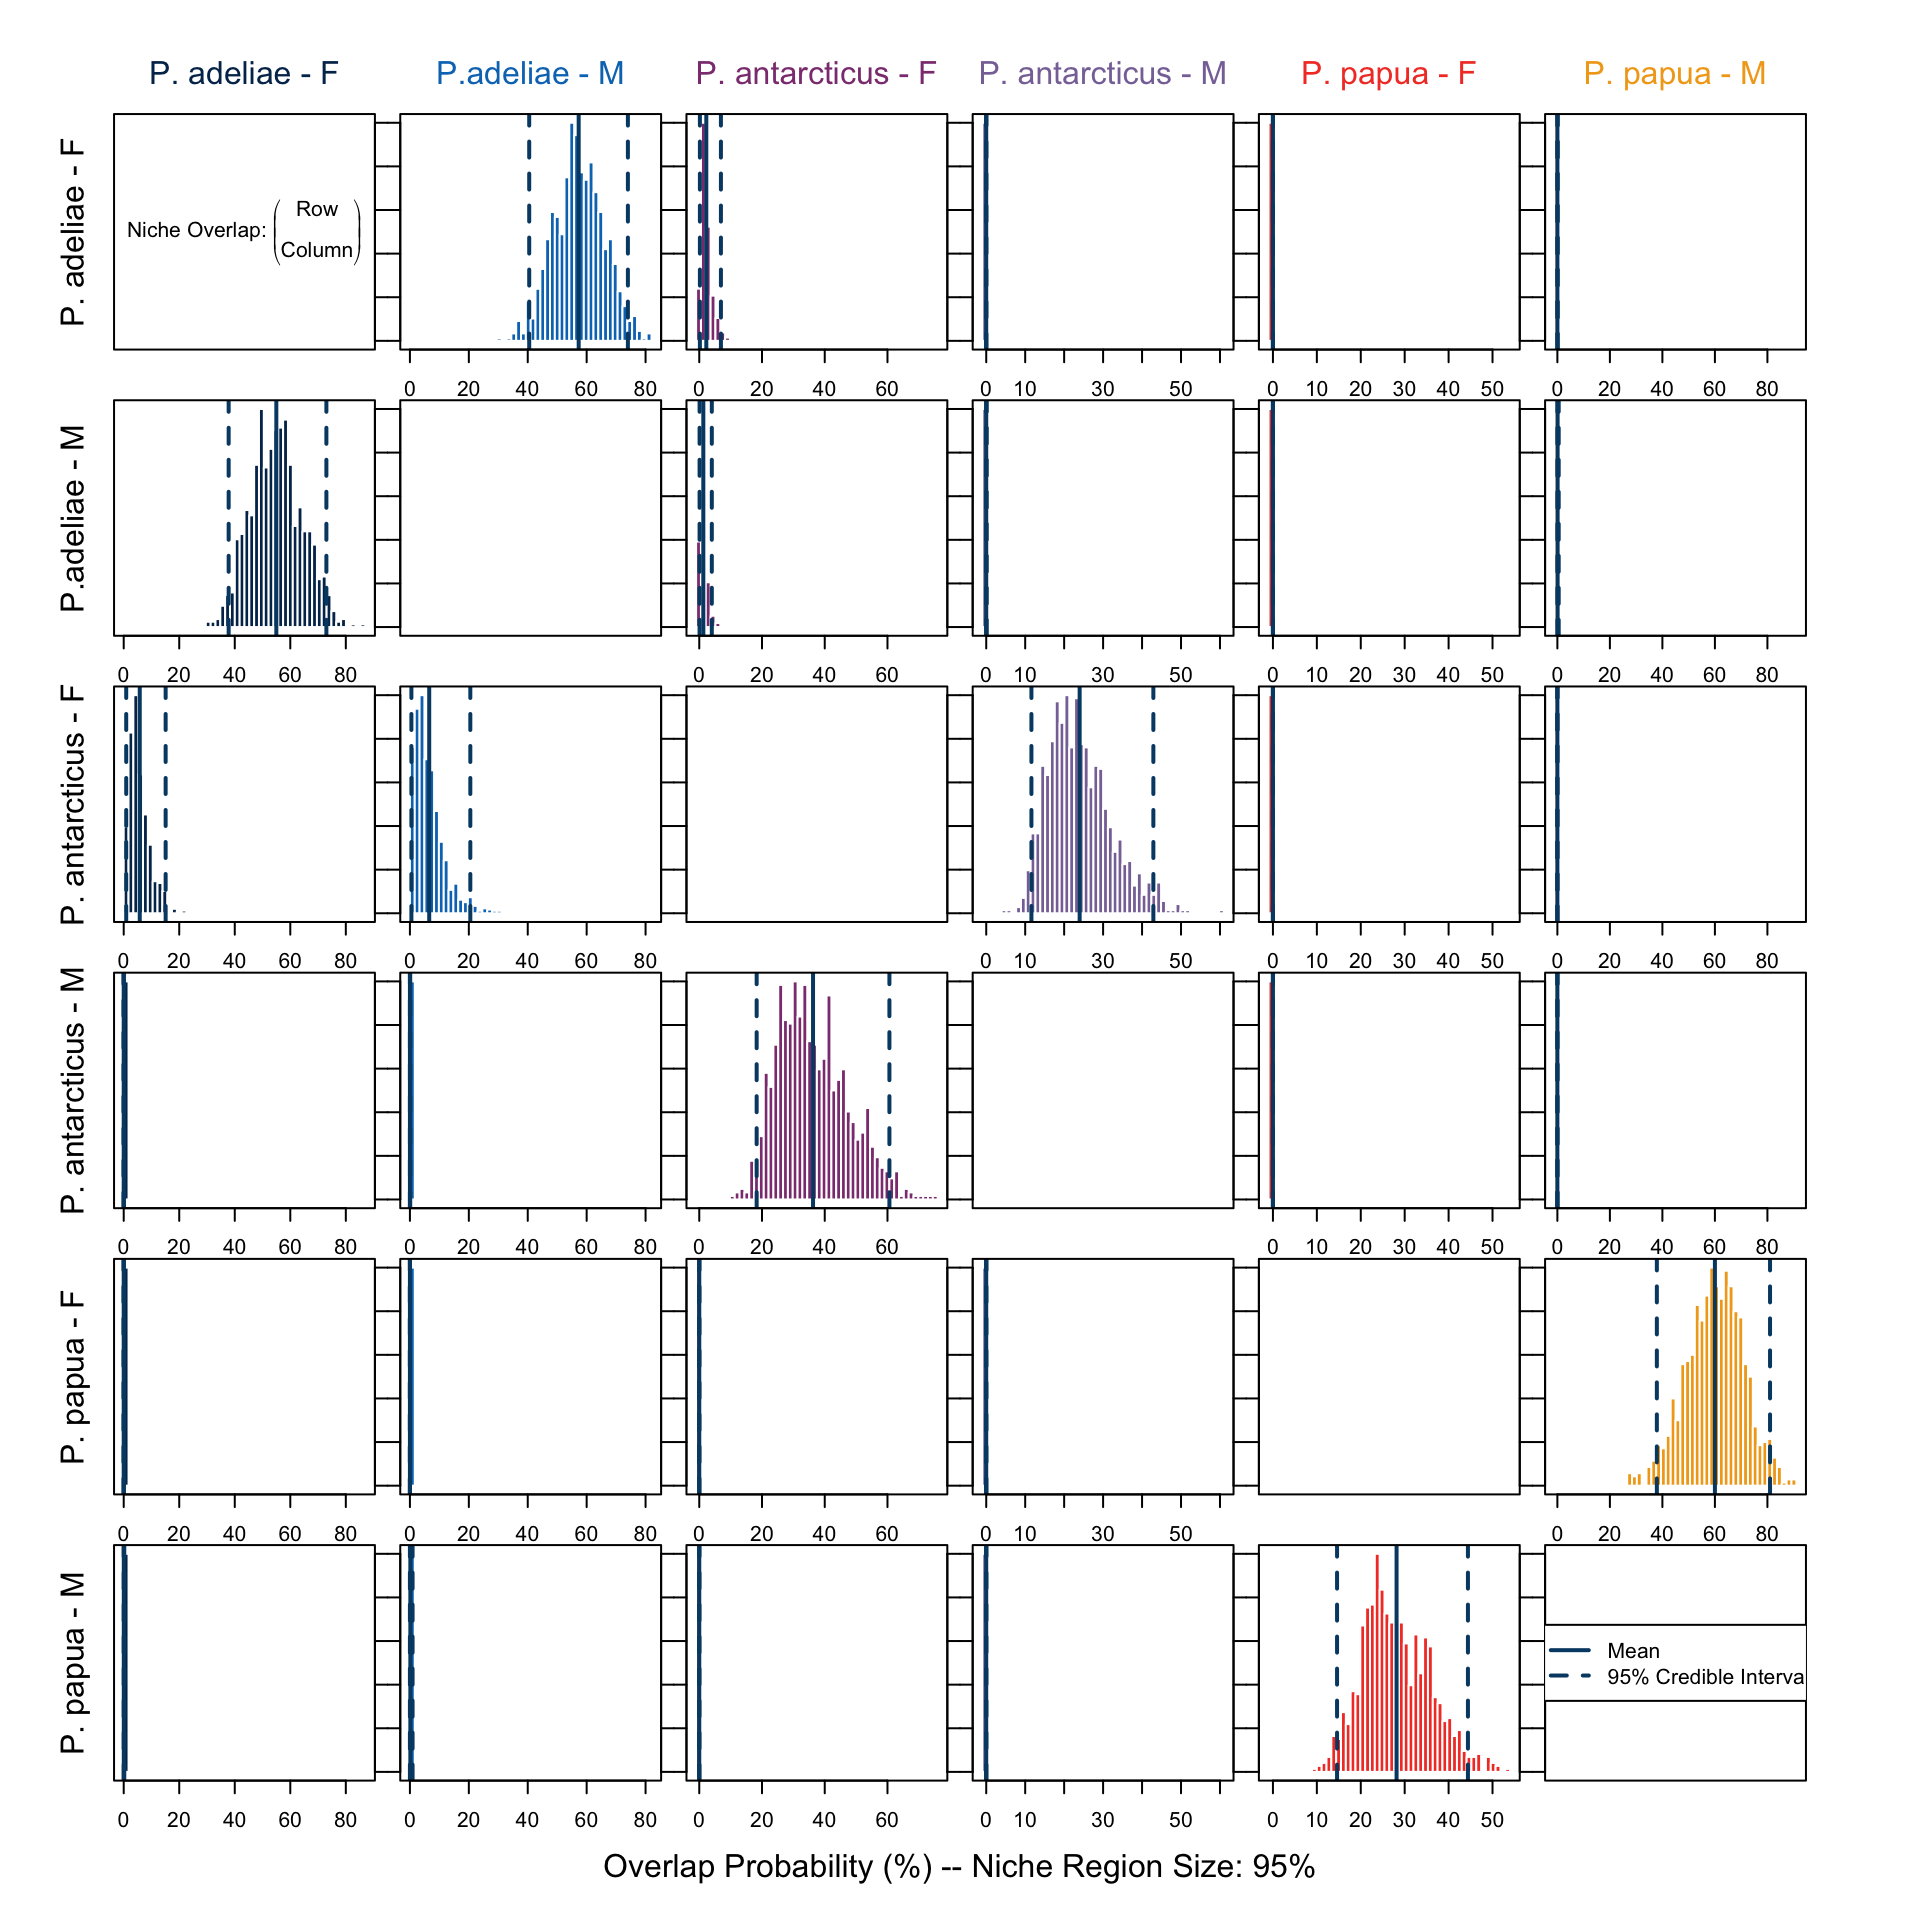 P. adeliae - F P.adeliae - M P. antarcticus - F P. antarcticus - M P. papua - F P. papua - M
P. adeliae - F
Niche Overlap: (Row
Column)
0 20 40 60 80 0 20 40 60 0 10 30 50 0 10 20 30 40 50 0 20 40 60 80
P.adeliae - M
0 20 40 60 80 0 20 40 60 0 10 30 50 0 10 20 30 40 50 0 20 40 60 80
P. antarcticus - F
0 20 40 60 80 0 20 40 60 80 0 10 30 50 0 10 20 30 40 50 0 20 40 60 80
P. antarcticus - M
0 20 40 60 80 0 20 40 60 80 0 20 40 60 0 10 20 30 40 50 0 20 40 60 80
P. papua - F
0 20 40 60 80 0 20 40 60 80 0 20 40 60 0 10 30 50 0 20 40 60 80
P. papua - M
Mean
95% Credible Interva
0 20 40 60 80 0 20 40 60 80 0 20 40 60 0 10 30 50 0 10 20 30 40 50
Overlap Probability (%) -- Niche Region Size: 95%